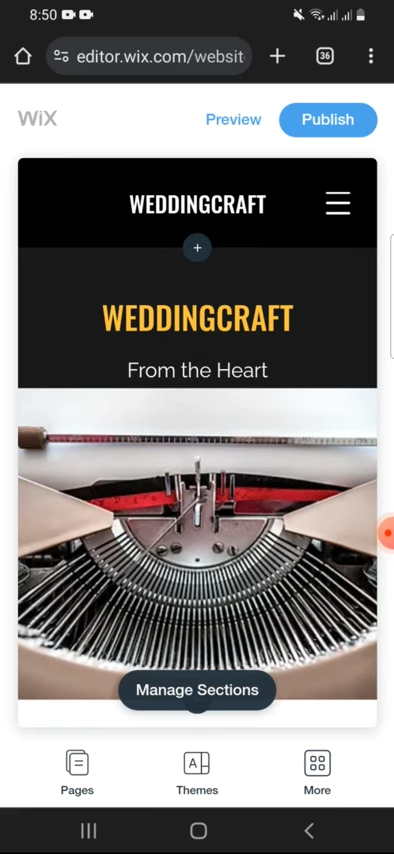 8:50
editor.wix.com/websit
36
WiX
Preview
Publish
WEDDINGCRAFT
+
WEDDINGCRAFT
From the Heart
Manage Sections
A
Pages
Themes
More